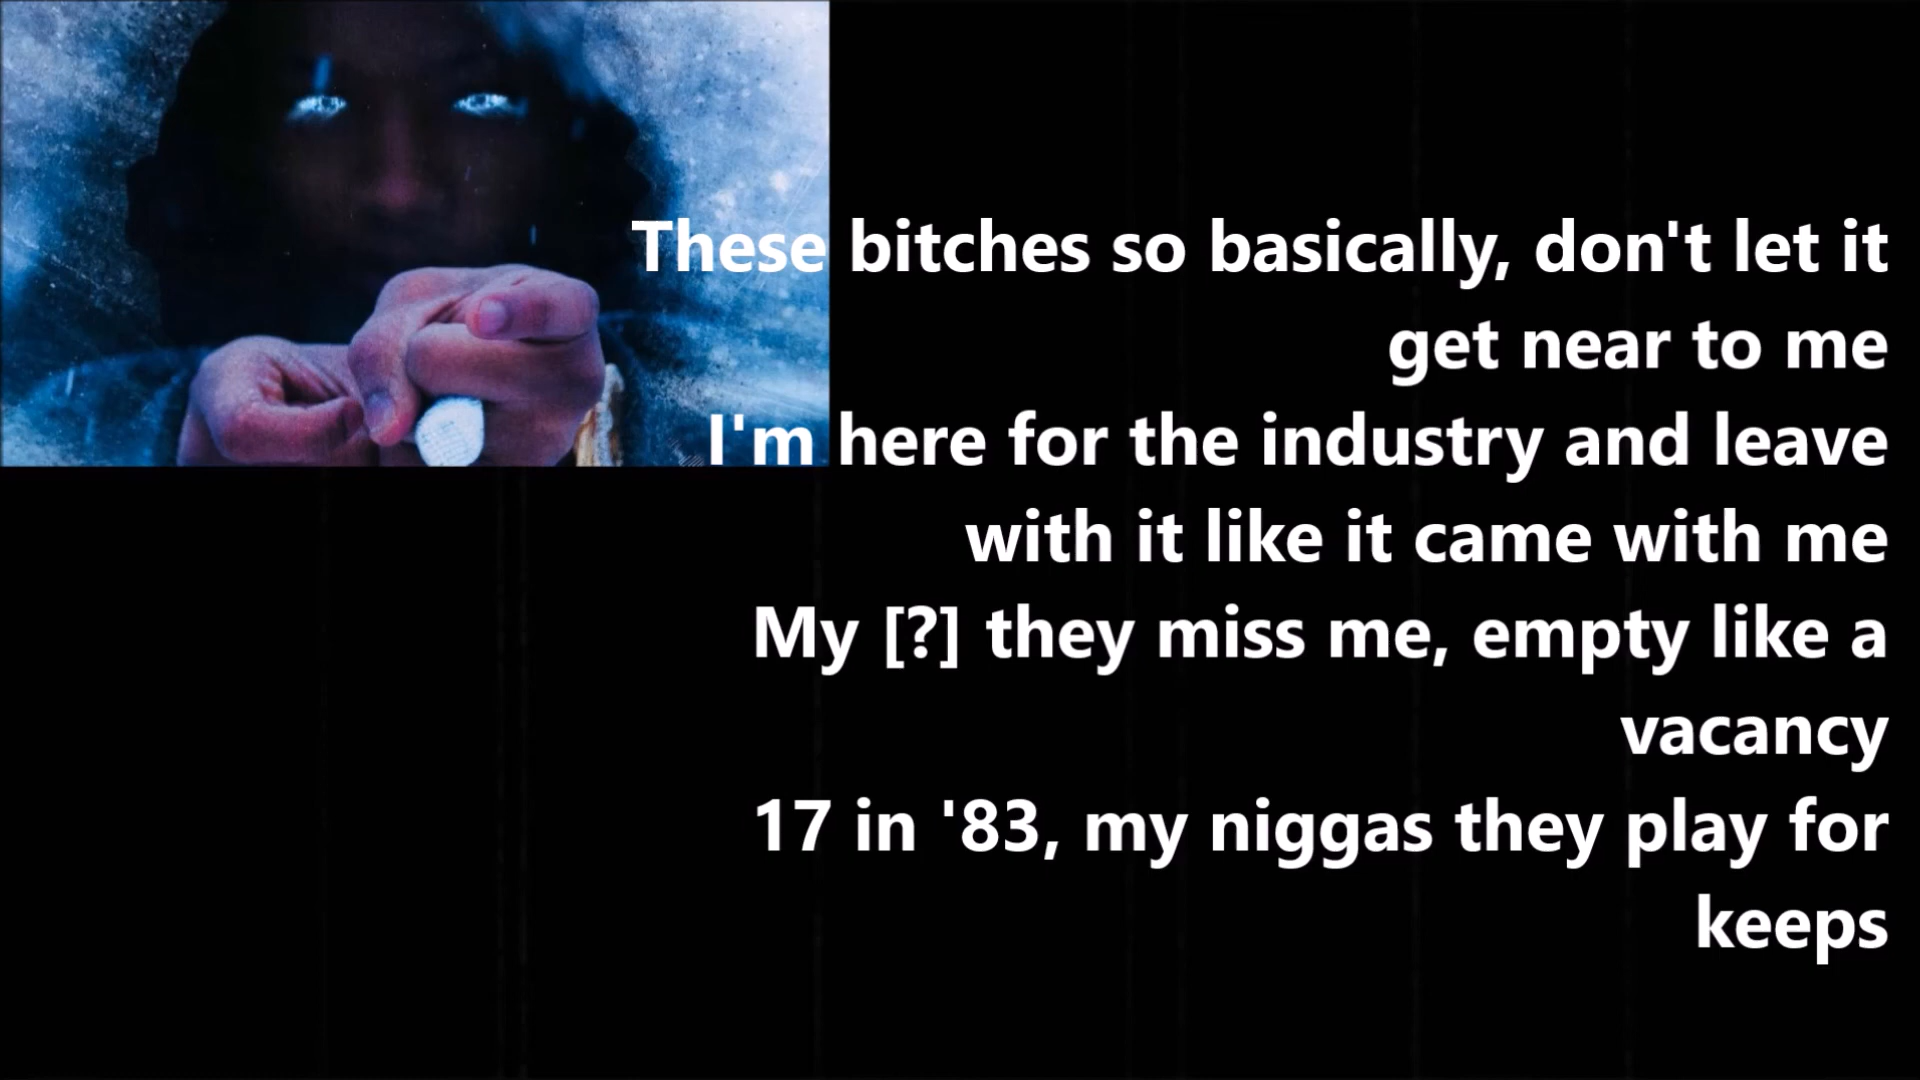 These bitches so basically, don't let it
get near to me
I'm here for the industry and leave
with it like it came with me
My [?] they miss me, empty like a
vacancy
17 in '83, my niggas they play for
keeps